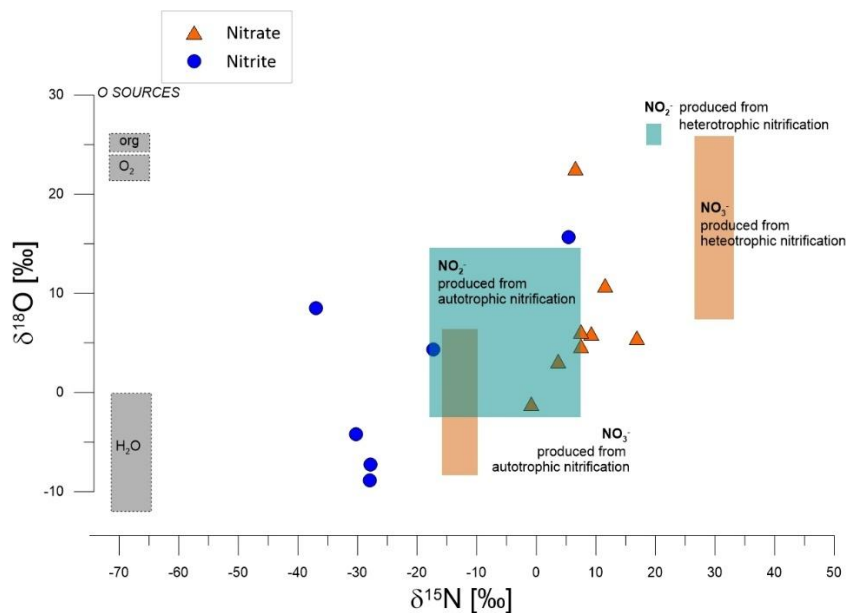 Nitrate
Nitrite
O SOURCES
30
20
10
0
-10
δ¹⁸O [‰]
org
O₂
H₂O
NO₂⁻ produced from
heterotrophic nitrification
NO₃⁻
produced from
heteotrophic nitrification
NO₂⁻
produced from
autotrophic nitrification
NO₃⁻
produced from
autotrophic nitrification
-70 -60 -50 -40 -30 -20 -10 0 10 20 30 40 50
δ¹⁵N [‰]